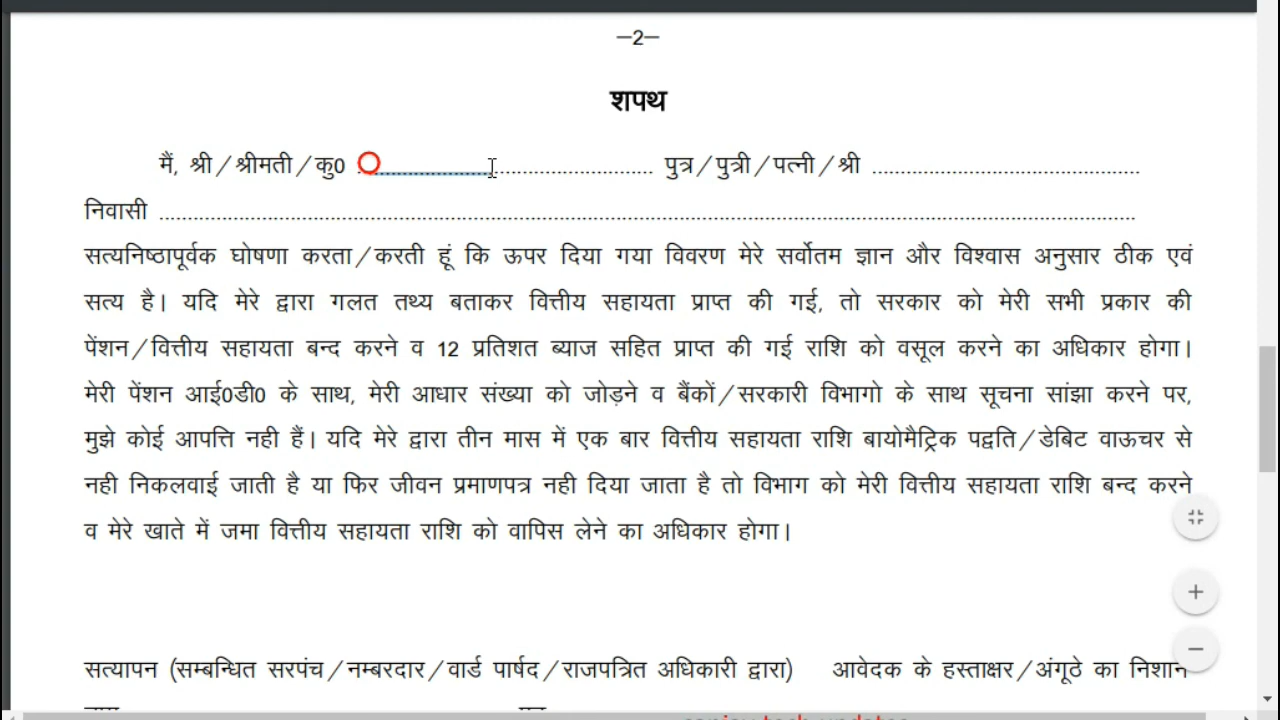 —2—
शपथ
मैं, श्री/श्रीमती/कु0 ............................................ पुत्र/पुत्री/पत्नी/श्री ............................................
निवासी ............................................................................................................
सत्यनिष्ठापूर्वक घोषणा करता/करती हूं कि ऊपर दिया गया विवरण मेरे सर्वोतम ज्ञान और विश्वास अनुसार ठीक एवं
सत्य है। यदि मेरे द्वारा गलत तथ्य बताकर वित्तीय सहायता प्राप्त की गई, तो सरकार को मेरी सभी प्रकार की
पेंशन/वित्तीय सहायता बन्द करने व 12 प्रतिशत ब्याज सहित प्राप्त की गई राशि को वसूल करने का अधिकार होगा।
मेरी पेंशन आई0डी0 के साथ, मेरी आधार संख्या को जोड़ने व बैंकों/सरकारी विभागो के साथ सूचना सांझा करने पर,
मुझे कोई आपत्ति नही हैं। यदि मेरे द्वारा तीन मास में एक बार वित्तीय सहायता राशि बायोमैट्रिक पद्वति/डेबिट वाऊचर से
नही निकलवाई जाती है या फिर जीवन प्रमाणपत्र नही दिया जाता है तो विभाग को मेरी वित्तीय सहायता राशि बन्द करने
व मेरे खाते में जमा वित्तीय सहायता राशि को वापिस लेने का अधिकार होगा।
सत्यापन (सम्बन्धित सरपंच/नम्बरदार/वार्ड पार्षद/राजपत्रित अधिकारी द्वारा) आवेदक के हस्ताक्षर/अंगूठे का निशान